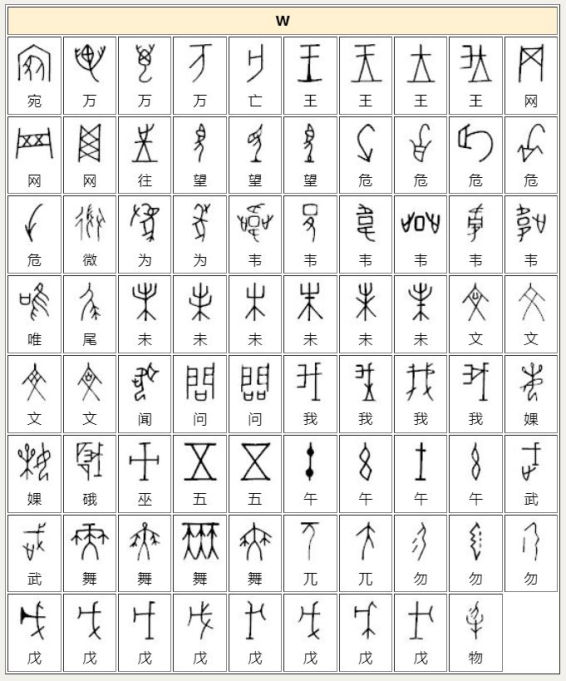 W
宛 万 万 万 亡 王 王 王 王 网
网 网 往 望 望 望 危 危 危 危
危 微 为 为 韦 韦 韦 韦 韦 韦
唯 尾 未 未 未 未 未 未 文 文
文 文 闻 问 问 我 我 我 我 婐
婐 硪 巫 五 五 午 午 午 午 武
武 舞 舞 舞 舞 兀 兀 勿 勿 勿
戊 戊 戊 戊 戊 戊 戊 戊 物